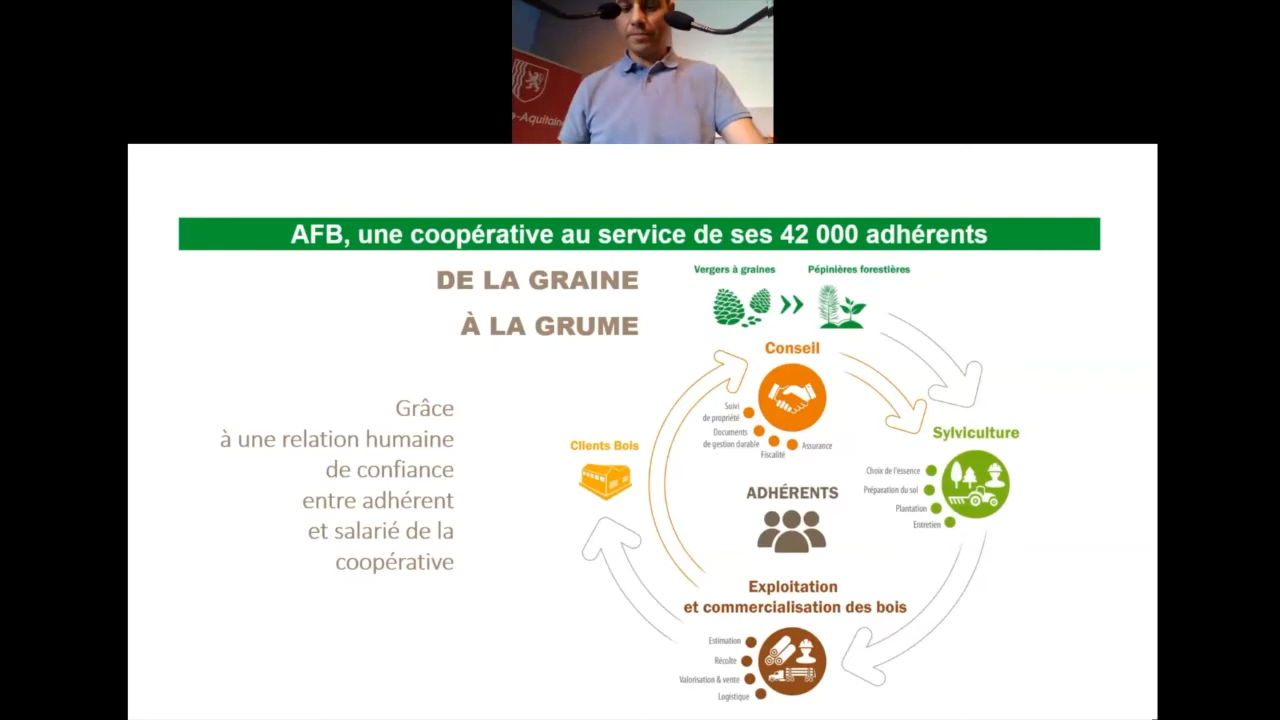 e-Aquitain
AFB, une coopérative au service de ses 42 000 adhérents
DE LA GRAINE
À LA GRUME
Grâce
à une relation humaine
de confiance
entre adhérent
et salarié de la
coopérative
Vergers à graines
Pépinières forestières
Conseil
Suivi
de propriété
Documents
de gestion durable
Fiscalité
Assurance
Sylviculture
Choix de l'essence
Préparation du sol
Plantation
Entretien
Clients Bois
ADHÉRENTS
Exploitation
et commercialisation des bois
Estimation
Récolte
Valorisation & vente
Logistique